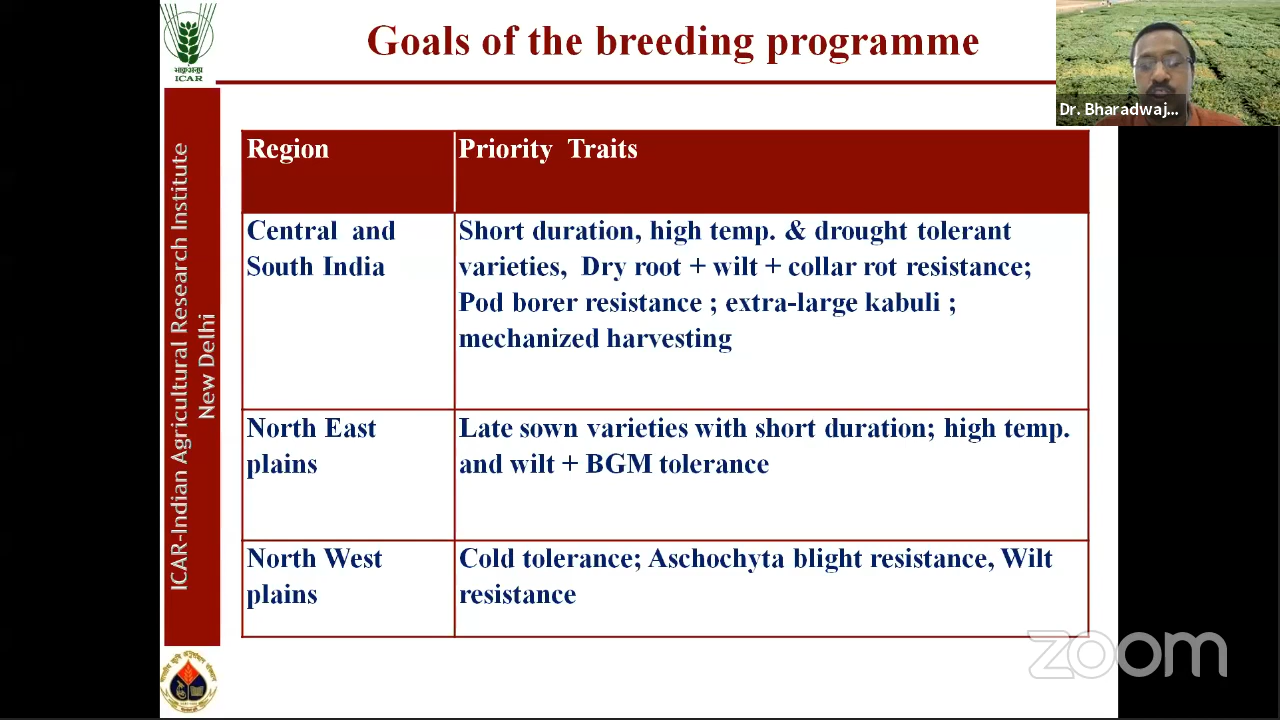 Goals of the breeding programme
भाकृअनुप
ICAR
Dr. Bharadwaj...
ICAR-Indian Agricultural Research Institute
New Delhi
Region
Priority Traits
Central and
South India
Short duration, high temp. & drought tolerant
varieties, Dry root + wilt + collar rot resistance;
Pod borer resistance ; extra-large kabuli ;
mechanized harvesting
North East
plains
Late sown varieties with short duration; high temp.
and wilt + BGM tolerance
North West
plains
Cold tolerance; Aschochyta blight resistance, Wilt
resistance
zoom